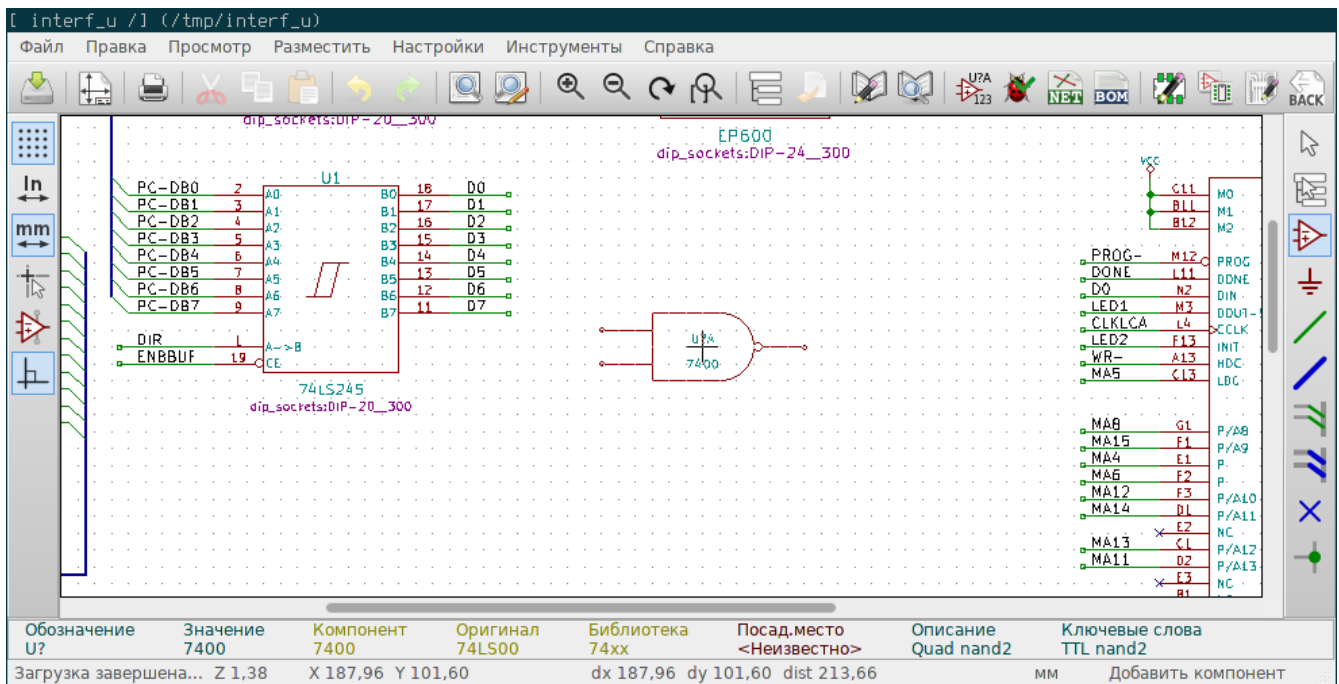 [ interf_u /] (/tmp/interf_u)
Файл Правка Просмотр Разместить Настройки Инструменты Справка
U?A
123
NET
BOM
BACK
In
mm
dip_sockets:DIP-20__300
EP600
dip_sockets:DIP-24__300
VCC
U1
PC-DB0 2 A0 B0 18 D0
PC-DB1 3 A1 B1 17 D1
PC-DB2 4 A2 B2 16 D2
PC-DB3 5 A3 B3 15 D3
PC-DB4 6 A4 B4 14 D4
PC-DB5 7 A5 B5 13 D5
PC-DB6 8 A6 B6 12 D6
PC-DB7 9 A7 B7 11 D7
DIR 1 A->B
ENBBUF 19 CE
74LS245
dip_sockets:DIP-20__300
U?A
7400
C11 M0
B11 M1
B12 M2
PROG- M12 PROG
DONE L11 DONE
D0 N2 DIN
LED1 M3
CLKLCA L4 CCLK
LED2 F13 INIT
WR- A13 HDC
MA5 C13 LDC
MA8 G1 P/A8
MA15 F1 P/A9
MA4 E1 P
MA6 F2 P
MA12 F3 P/A10
MA14 D1 P/A11
E2 NC
MA13 C1 P/A12
MA11 D2 P/A13
E3 NC
B1
Обозначение Значение Компонент Оригинал Библиотека Посад.место Описание Ключевые слова
U? 7400 7400 74LS00 74xx <Неизвестно> Quad nand2 TTL nand2
Загрузка завершена... Z 1,38 X 187,96 Y 101,60 dx 187,96 dy 101,60 dist 213,66 мм Добавить компонент